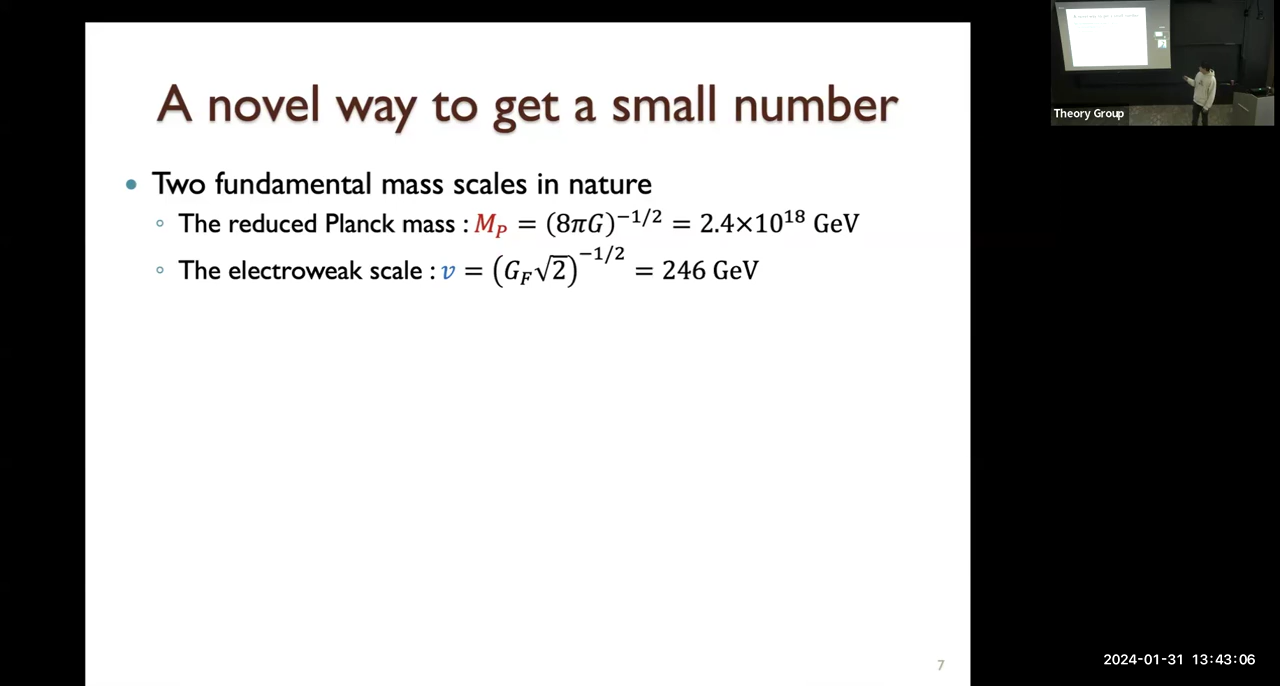 A novel way to get a small number
• Two fundamental mass scales in nature
◦ The reduced Planck mass : M_P = (8πG)^{−1/2} = 2.4×10^{18} GeV
◦ The electroweak scale : v = (G_F√2)^{−1/2} = 246 GeV
7
Theory Group
2024-01-31 13:43:06